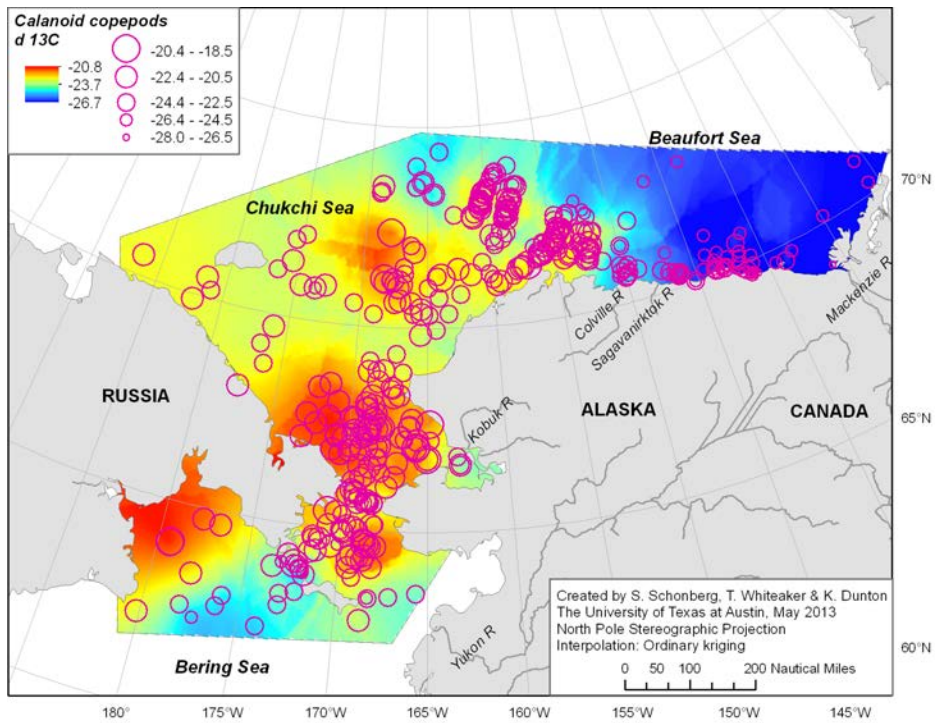 Calanoid copepods
d 13C
-20.8
-23.7
-26.7
-20.4 - -18.5
-22.4 - -20.5
-24.4 - -22.5
-26.4 - -24.5
-28.0 - -26.5
Beaufort Sea
70°N
Chukchi Sea
Mackenzie R
Colville R
Sagavanirktok R
RUSSIA
ALASKA
CANADA
Kobuk R
65°N
Created by S. Schonberg, T. Whiteaker & K. Dunton
The University of Texas at Austin, May 2013
North Pole Stereographic Projection
Interpolation: Ordinary kriging
0 50 100 200 Nautical Miles
Yukon R
60°N
Bering Sea
180° 175°W 170°W 165°W 160°W 155°W 150°W 145°W